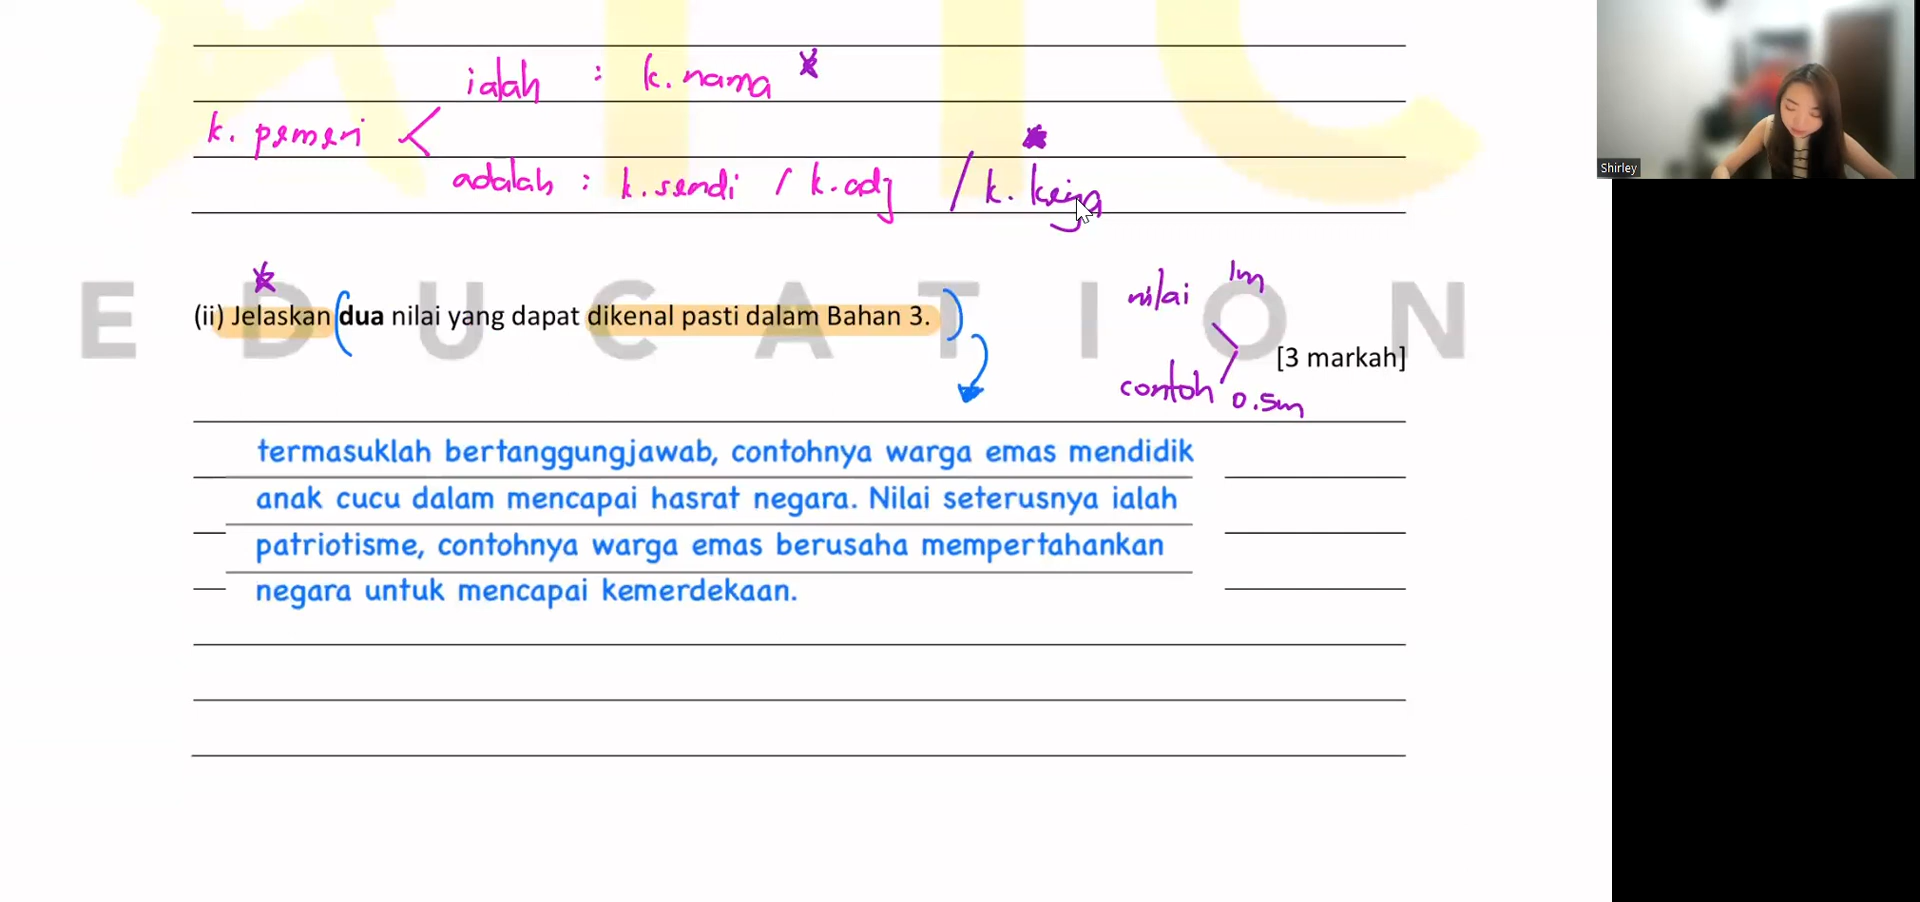 ialah : k. nama
k. pemeri
adalah : k. sendi / k. adj / k. kerja
EDUCATION
(ii) Jelaskan dua nilai yang dapat dikenal pasti dalam Bahan 3.
nilai 1m
[3 markah]
contoh 0.5m
termasuklah bertanggungjawab, contohnya warga emas mendidik
anak cucu dalam mencapai hasrat negara. Nilai seterusnya ialah
patriotisme, contohnya warga emas berusaha mempertahankan
negara untuk mencapai kemerdekaan.
Shirley